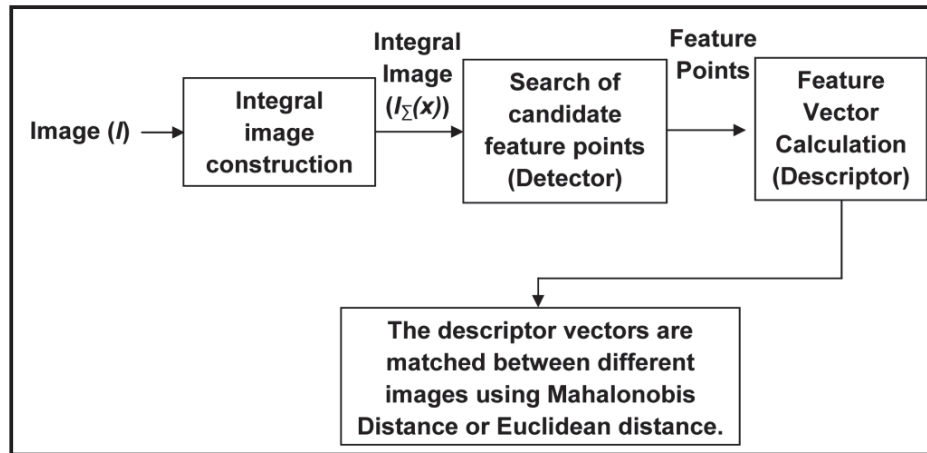 Image (I)
Integral
image
construction
Integral
Image
(I∑(x))
Search of
candidate
feature points
(Detector)
Feature
Points
Feature
Vector
Calculation
(Descriptor)
The descriptor vectors are
matched between different
images using Mahalonobis
Distance or Euclidean distance.